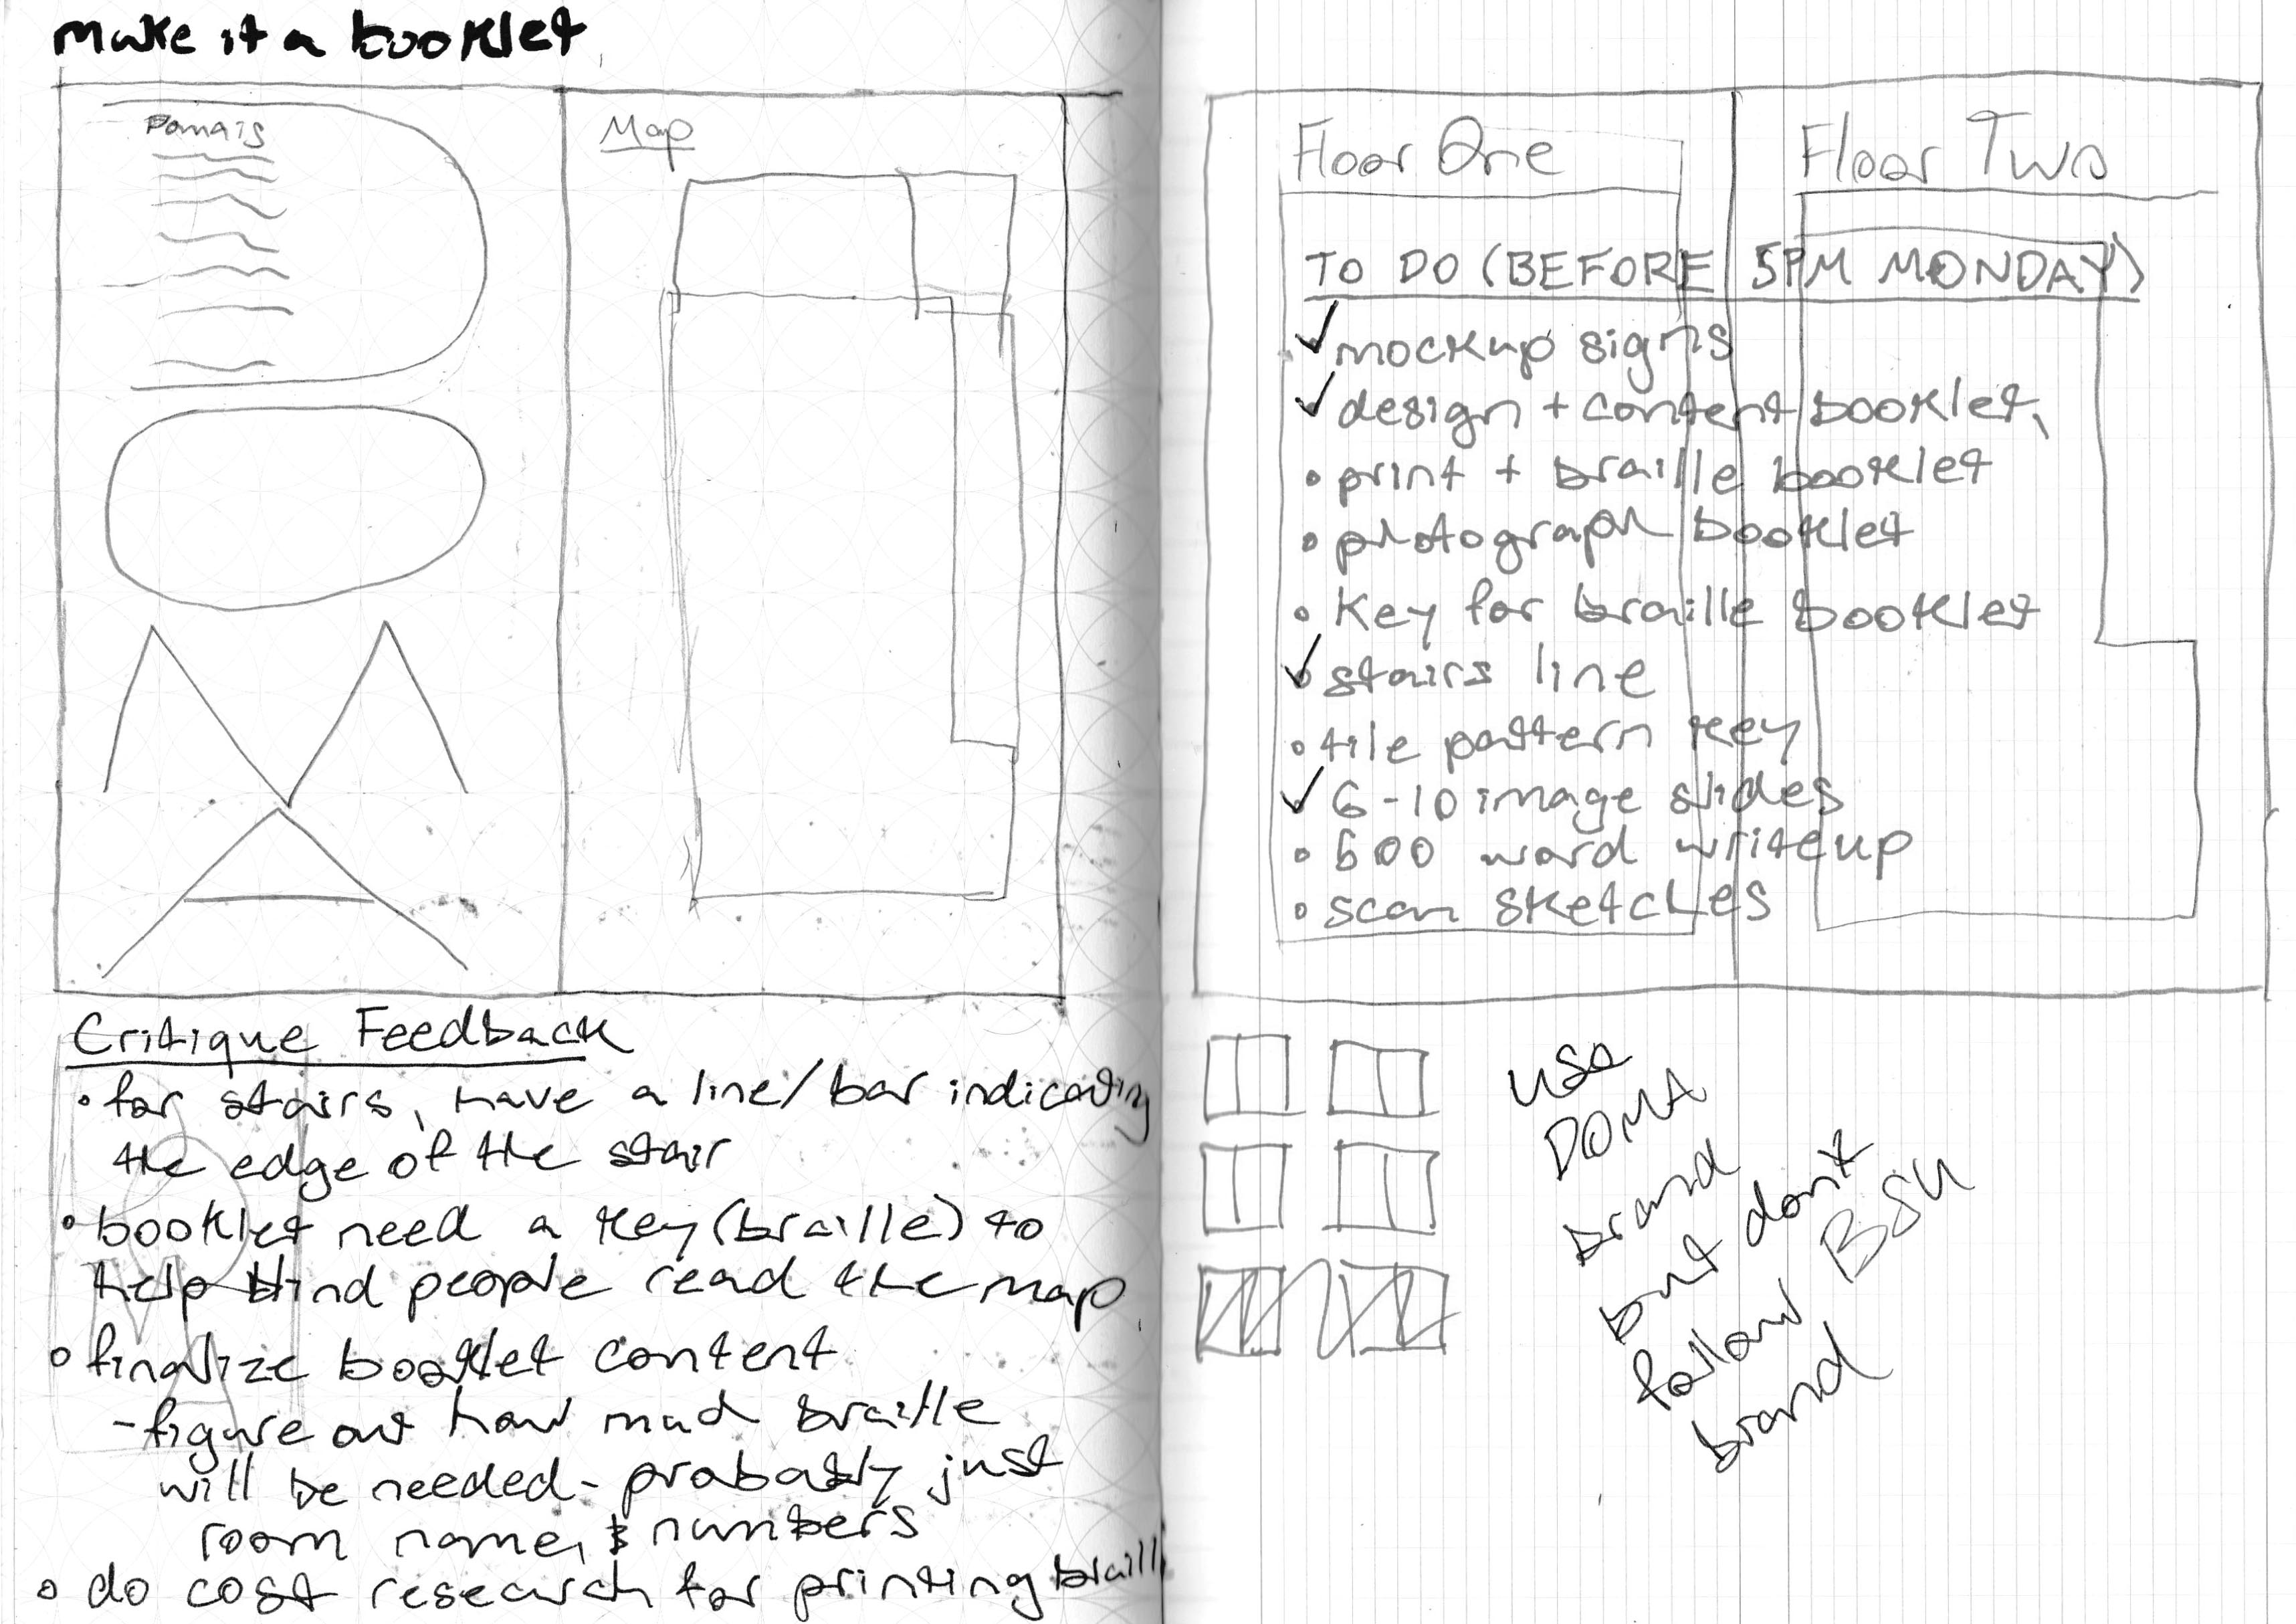 make it a booklet
Map
Critique Feedback
• for stairs, have a line/bar indicating
the edge of the stair
• booklet need a key (braille) to
help blind people read the map
• finalize booklet content
- figure out how much braille
will be needed - probably just
room name, & numbers
• do cost research for printing braille
Floor One
Floor Two
TO DO (BEFORE 5PM MONDAY)
✓ mockup signs
✓ design + content booklet,
• print + braille booklet
• photograph booklet
• key for braille booklet
✓ stairs line
• tile pattern key
✓ 6-10 image slides
• 600 word writeup
• scan sketches
use
DOMA
brand
but don't
follow BSU
brand